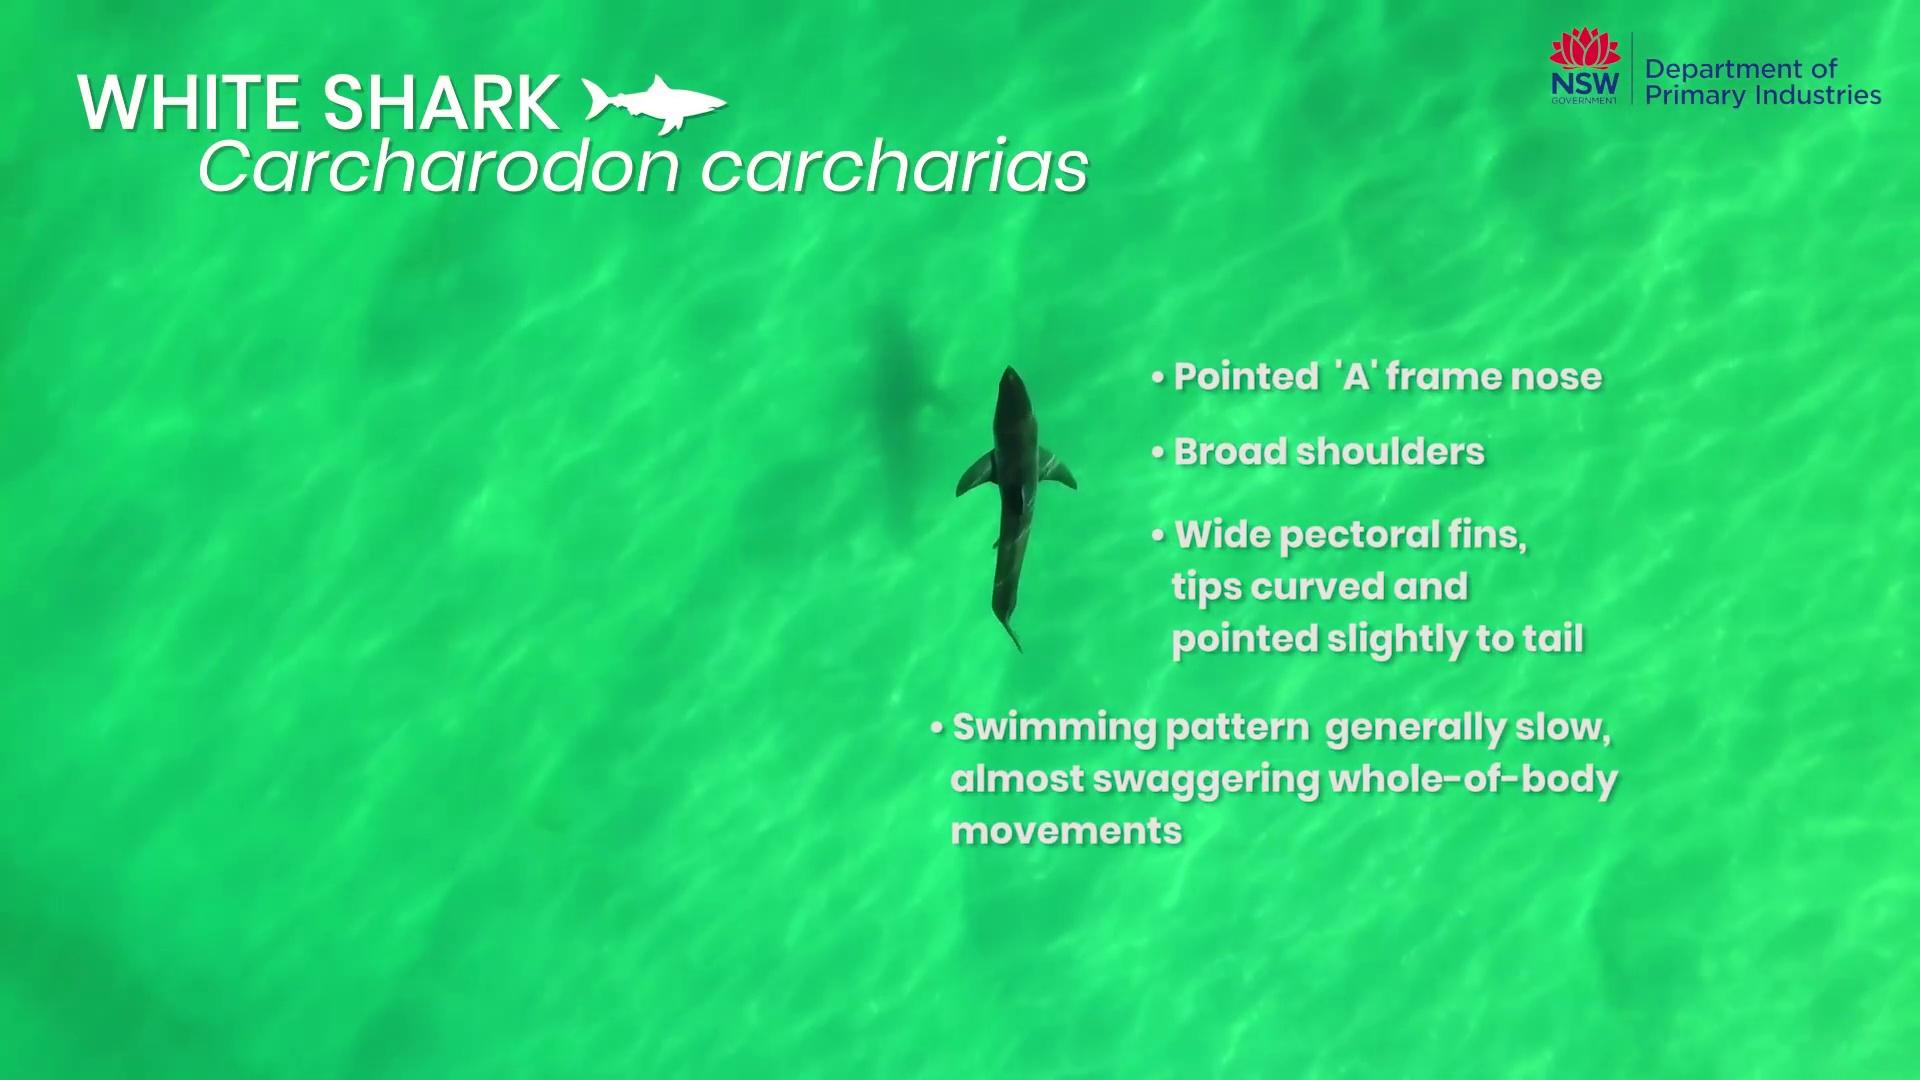 WHITE SHARK
Carcharodon carcharias
NSW
GOVERNMENT
Department of
Primary Industries
• Pointed 'A' frame nose
• Broad shoulders
• Wide pectoral fins,
tips curved and
pointed slightly to tail
• Swimming pattern generally slow,
almost swaggering whole-of-body
movements